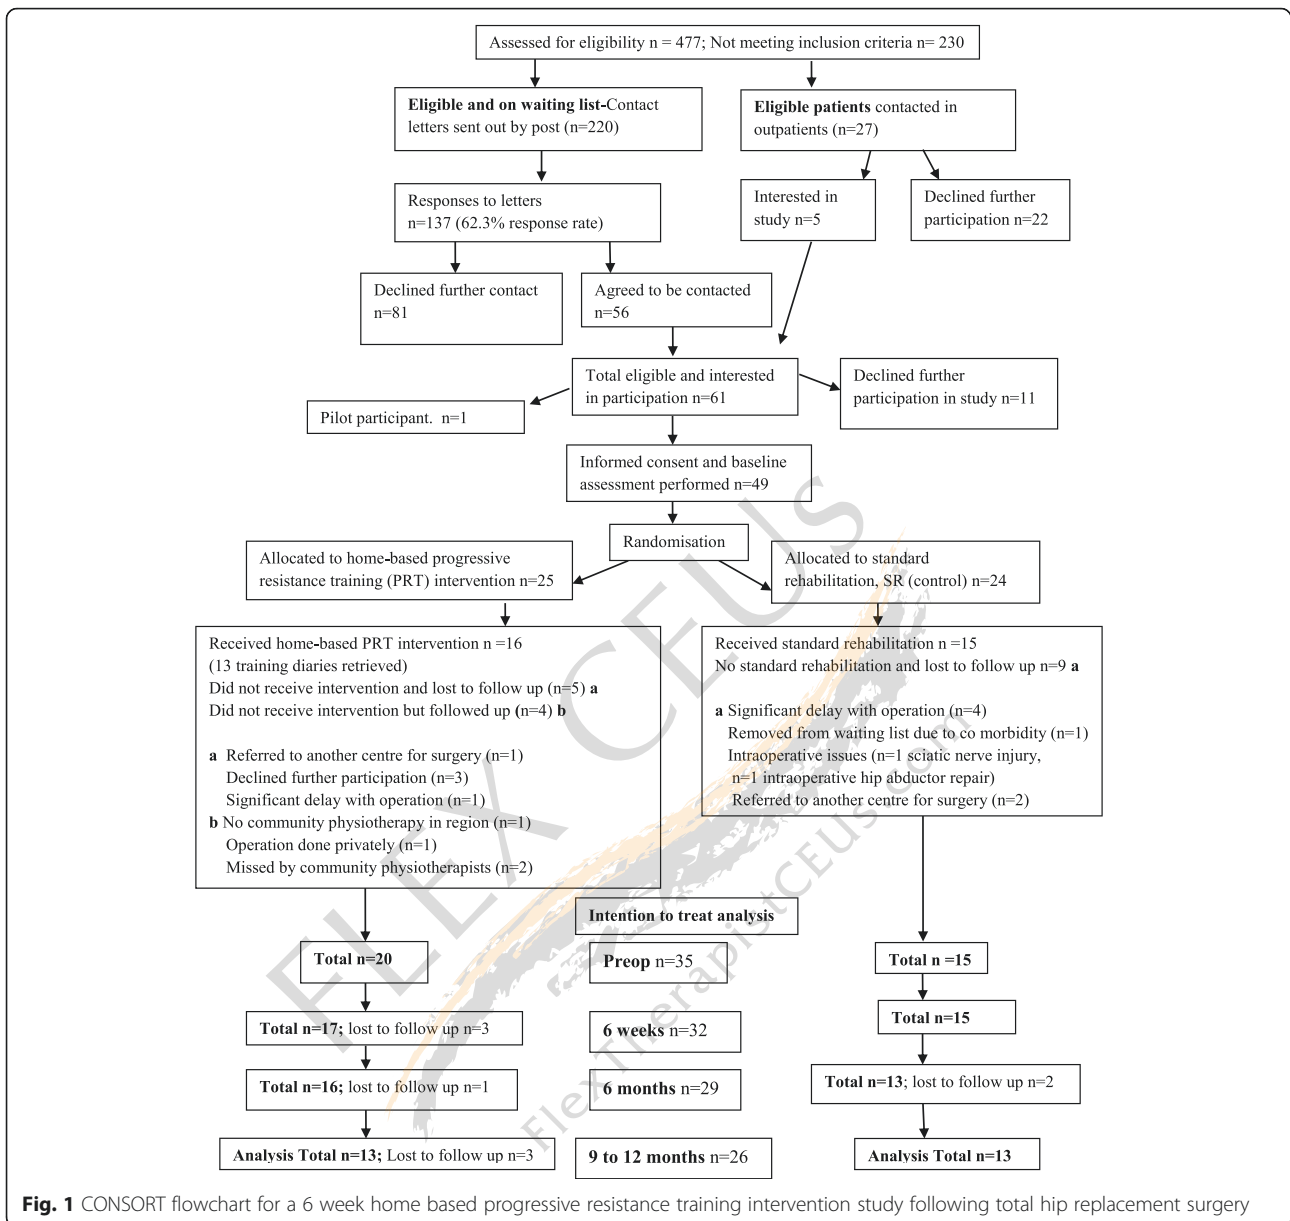 Assessed for eligibility n = 477; Not meeting inclusion criteria n= 230
Eligible and on waiting list-Contact
letters sent out by post (n=220)
Eligible patients contacted in
outpatients (n=27)
Responses to letters
n=137 (62.3% response rate)
Interested in
study n=5
Declined further
participation n=22
Declined further contact
n=81
Agreed to be contacted
n=56
Total eligible and interested
in participation n=61
Declined further
participation in study n=11
Pilot participant. n=1
Informed consent and baseline
assessment performed n=49
Randomisation
Allocated to home-based progressive
resistance training (PRT) intervention n=25
Allocated to standard
rehabilitation, SR (control) n=24
Received home-based PRT intervention n =16
(13 training diaries retrieved)
Did not receive intervention and lost to follow up (n=5) a
Did not receive intervention but followed up (n=4) b
a Referred to another centre for surgery (n=1)
Declined further participation (n=3)
Significant delay with operation (n=1)
b No community physiotherapy in region (n=1)
Operation done privately (n=1)
Missed by community physiotherapists (n=2)
Received standard rehabilitation n =15
No standard rehabilitation and lost to follow up n=9 a
a Significant delay with operation (n=4)
Removed from waiting list due to co morbidity (n=1)
Intraoperative issues (n=1 sciatic nerve injury,
n=1 intraoperative hip abductor repair)
Referred to another centre for surgery (n=2)
Intention to treat analysis
Total n=20
Preop n=35
Total n =15
Total n=17; lost to follow up n=3
6 weeks n=32
Total n=15
Total n=16; lost to follow up n=1
6 months n=29
Total n=13; lost to follow up n=2
Analysis Total n=13; Lost to follow up n=3
9 to 12 months n=26
Analysis Total n=13
FLEX CEUs
FlexTherapistCEUs.com
Fig. 1 CONSORT flowchart for a 6 week home based progressive resistance training intervention study following total hip replacement surgery